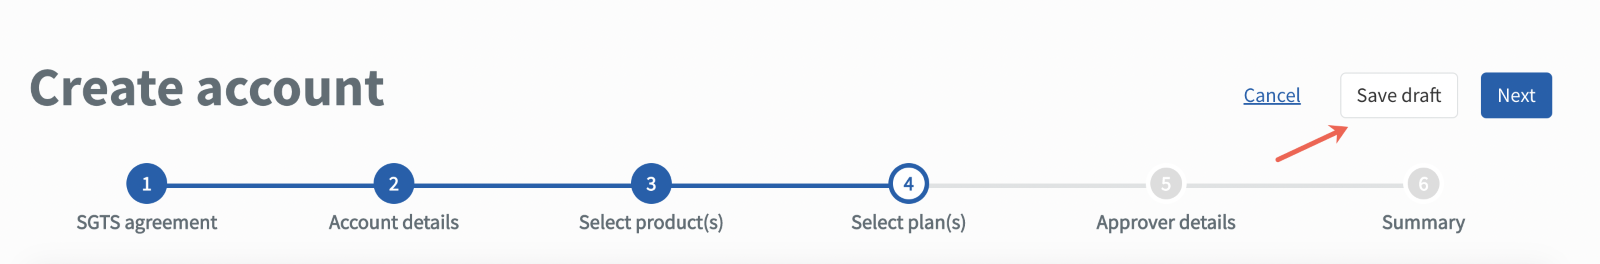 Create account
Cancel
Save draft
Next
1
2
3
4
5
6
SGTS agreement
Account details
Select product(s)
Select plan(s)
Approver details
Summary